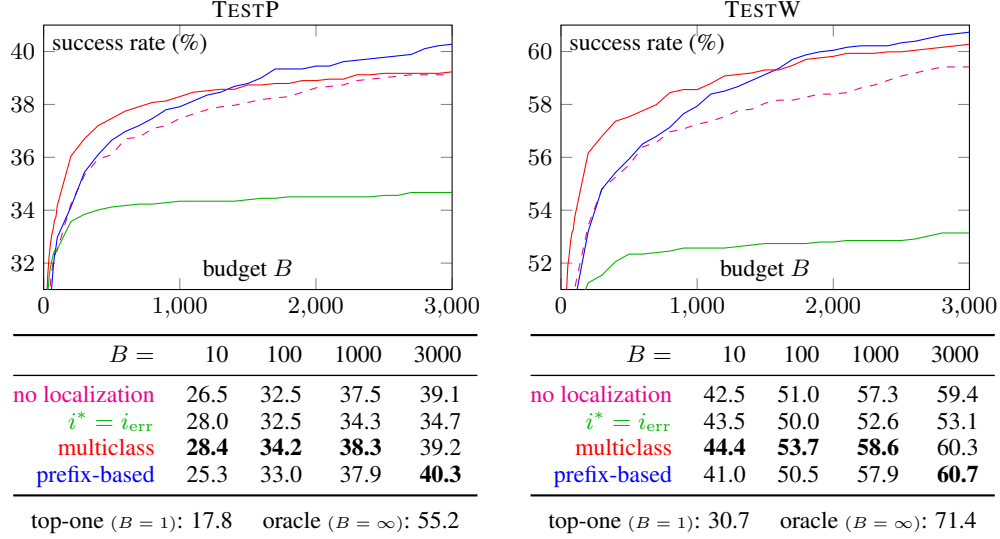 TESTP
success rate (%)
40
38
36
34
32
budget B
0 1,000 2,000 3,000
B = 10 100 1000 3000
no localization 26.5 32.5 37.5 39.1
i* = i_err 28.0 32.5 34.3 34.7
multiclass 28.4 34.2 38.3 39.2
prefix-based 25.3 33.0 37.9 40.3
top-one (B = 1): 17.8 oracle (B = ∞): 55.2
TESTW
success rate (%)
60
58
56
54
52
budget B
0 1,000 2,000 3,000
B = 10 100 1000 3000
no localization 42.5 51.0 57.3 59.4
i* = i_err 43.5 50.0 52.6 53.1
multiclass 44.4 53.7 58.6 60.3
prefix-based 41.0 50.5 57.9 60.7
top-one (B = 1): 30.7 oracle (B = ∞): 71.4